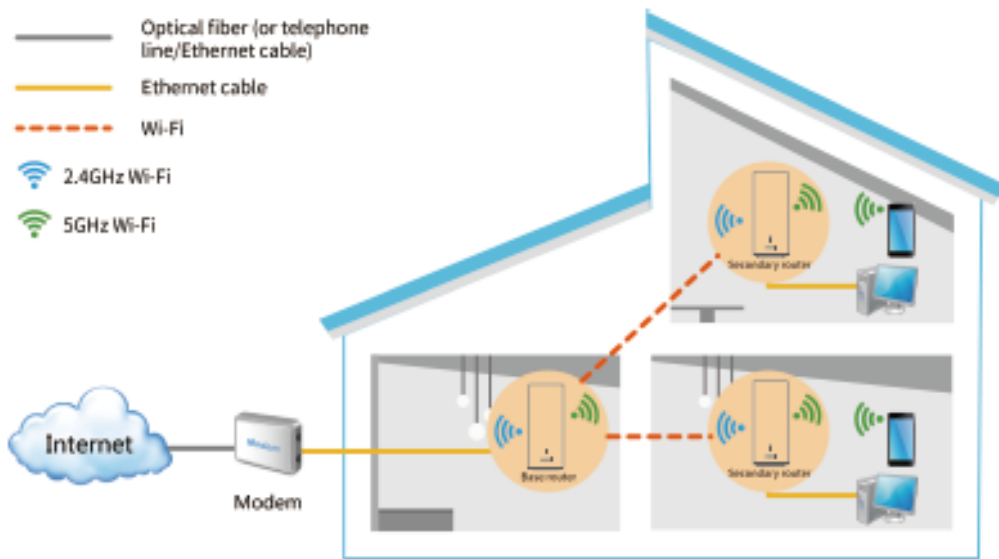 Optical fiber (or telephone
line/Ethernet cable)
Ethernet cable
Wi-Fi
2.4GHz Wi-Fi
5GHz Wi-Fi
Secondary router
Internet
Modem
Modem
Base router
Secondary router